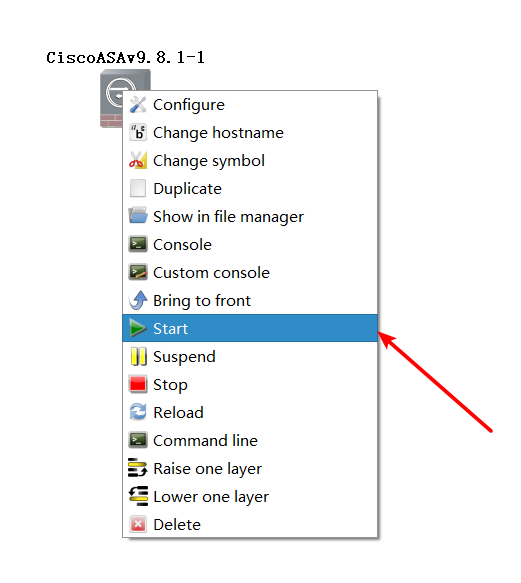 CiscoASAv9.8.1-1
Configure
Change hostname
Change symbol
Duplicate
Show in file manager
Console
Custom console
Bring to front
Start
Suspend
Stop
Reload
Command line
Raise one layer
Lower one layer
Delete